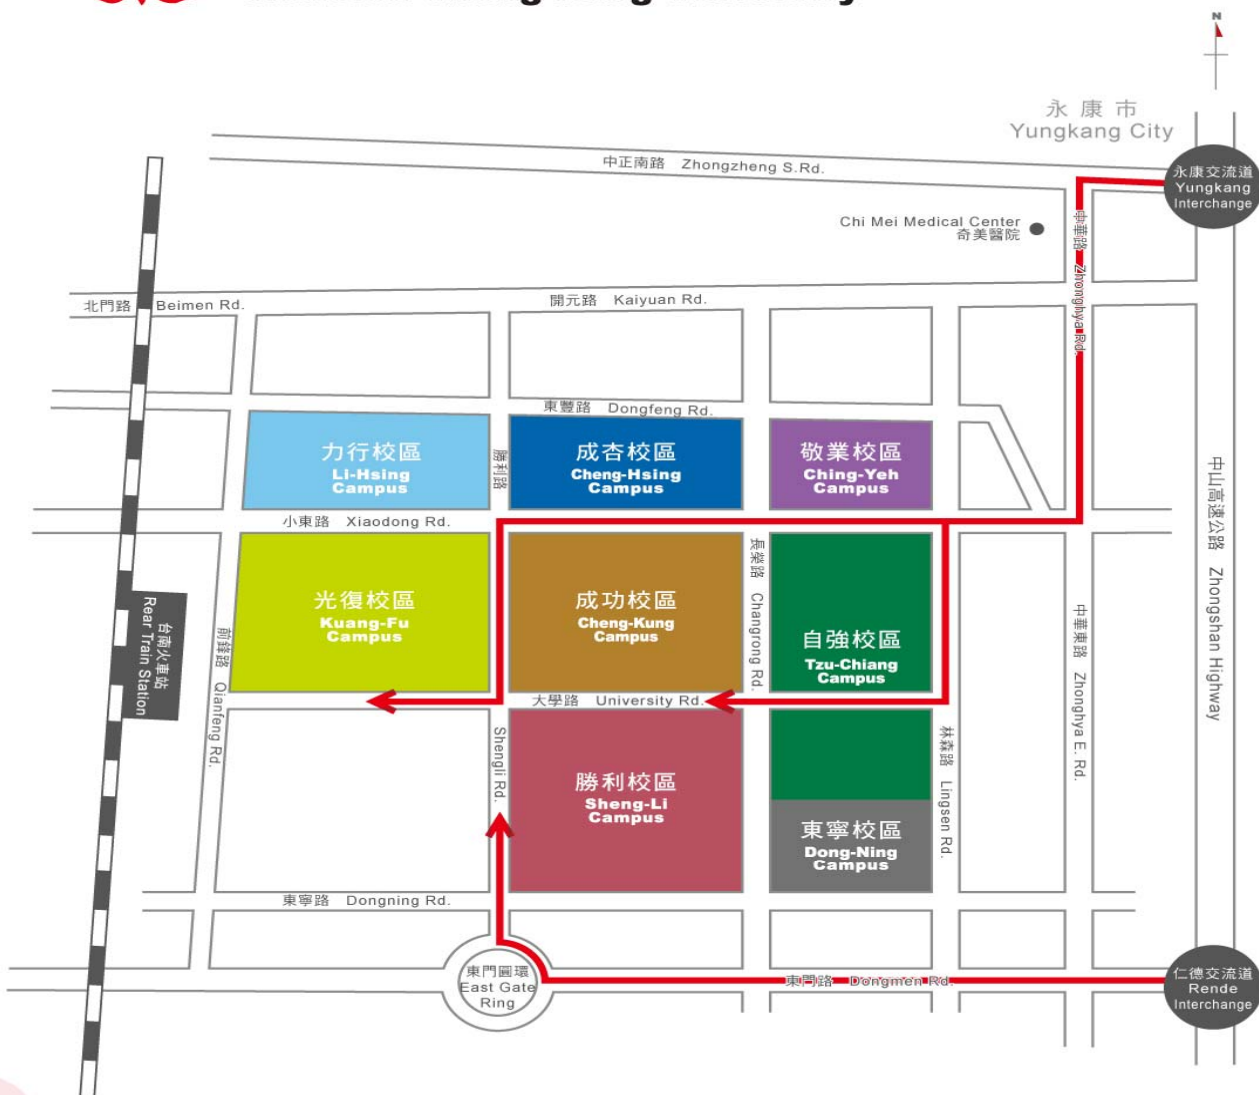 N
永康市
Yungkang City
中正南路 Zhongzheng S.Rd.
永康交流道
Yungkang
Interchange
Chi Mei Medical Center
奇美醫院
中華路 Zhonghya Rd.
北門路 Beimen Rd.
開元路 Kaiyuan Rd.
東豐路 Dongfeng Rd.
力行校區
Li-Hsing
Campus
勝利路
成杏校區
Cheng-Hsing
Campus
敬業校區
Ching-Yeh
Campus
中山高速公路 Zhongshan Highway
小東路 Xiaodong Rd.
光復校區
Kuang-Fu
Campus
成功校區
Cheng-Kung
Campus
長榮路 Changrong Rd.
自強校區
Tzu-Chiang
Campus
台南火車站
Rear Train Station
前鋒路 Qianfeng Rd.
中華東路 Zhonghya E. Rd.
大學路 University Rd.
Shengli Rd.
勝利校區
Sheng-Li
Campus
林森路 Lingsen Rd.
東寧校區
Dong-Ning
Campus
東寧路 Dongning Rd.
東門圓環
East Gate
Ring
東門路 Dongmen Rd.
仁德交流道
Rende
Interchange